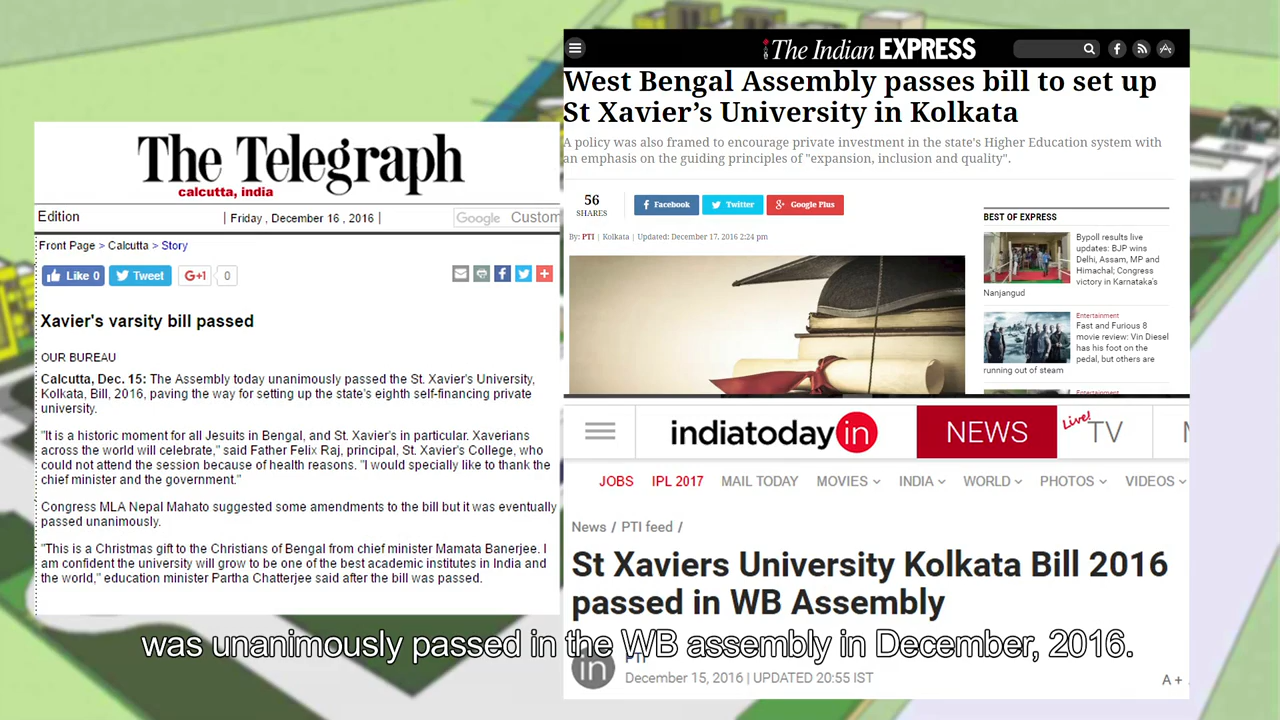 The Telegraph
calcutta, india
Edition
| Friday , December 16 , 2016 |
Google Custom
Front Page > Calcutta > Story
Like 0
Tweet
G+1
0
Xavier's varsity bill passed
OUR BUREAU
Calcutta, Dec. 15: The Assembly today unanimously passed the St. Xavier's University,
Kolkata, Bill, 2016, paving the way for setting up the state's eighth self-financing private
university.
"It is a historic moment for all Jesuits in Bengal, and St. Xavier's in particular. Xaverians
across the world will celebrate," said Father Felix Raj, principal, St. Xavier's College, who
could not attend the session because of health reasons. "I would specially like to thank the
chief minister and the government."
Congress MLA Nepal Mahato suggested some amendments to the bill but it was eventually
passed unanimously.
"This is a Christmas gift to the Christians of Bengal from chief minister Mamata Banerjee. I
am confident the university will grow to be one of the best academic institutes in India and
the world," education minister Partha Chatterjee said after the bill was passed.
The Indian EXPRESS
West Bengal Assembly passes bill to set up
St Xavier's University in Kolkata
A policy was also framed to encourage private investment in the state's Higher Education system with
an emphasis on the guiding principles of "expansion, inclusion and quality".
56
SHARES
Facebook
Twitter
Google Plus
By: PTI | Kolkata | Updated: December 17, 2016 2:24 pm
BEST OF EXPRESS
Bypoll results live
updates: BJP wins
Delhi, Assam, MP and
Himachal; Congress
victory in Karnataka's
Nanjangud
Entertainment
Fast and Furious 8
movie review: Vin Diesel
has his foot on the
pedal, but others are
running out of steam
Entertainment
indiatoday in
NEWS
Live!
TV
JOBS IPL 2017 MAIL TODAY MOVIES INDIA WORLD PHOTOS VIDEOS
News / PTI feed /
St Xaviers University Kolkata Bill 2016
passed in WB Assembly
in
PTI
December 15, 2016 | UPDATED 20:55 IST
A +
was unanimously passed in the WB assembly in December, 2016.